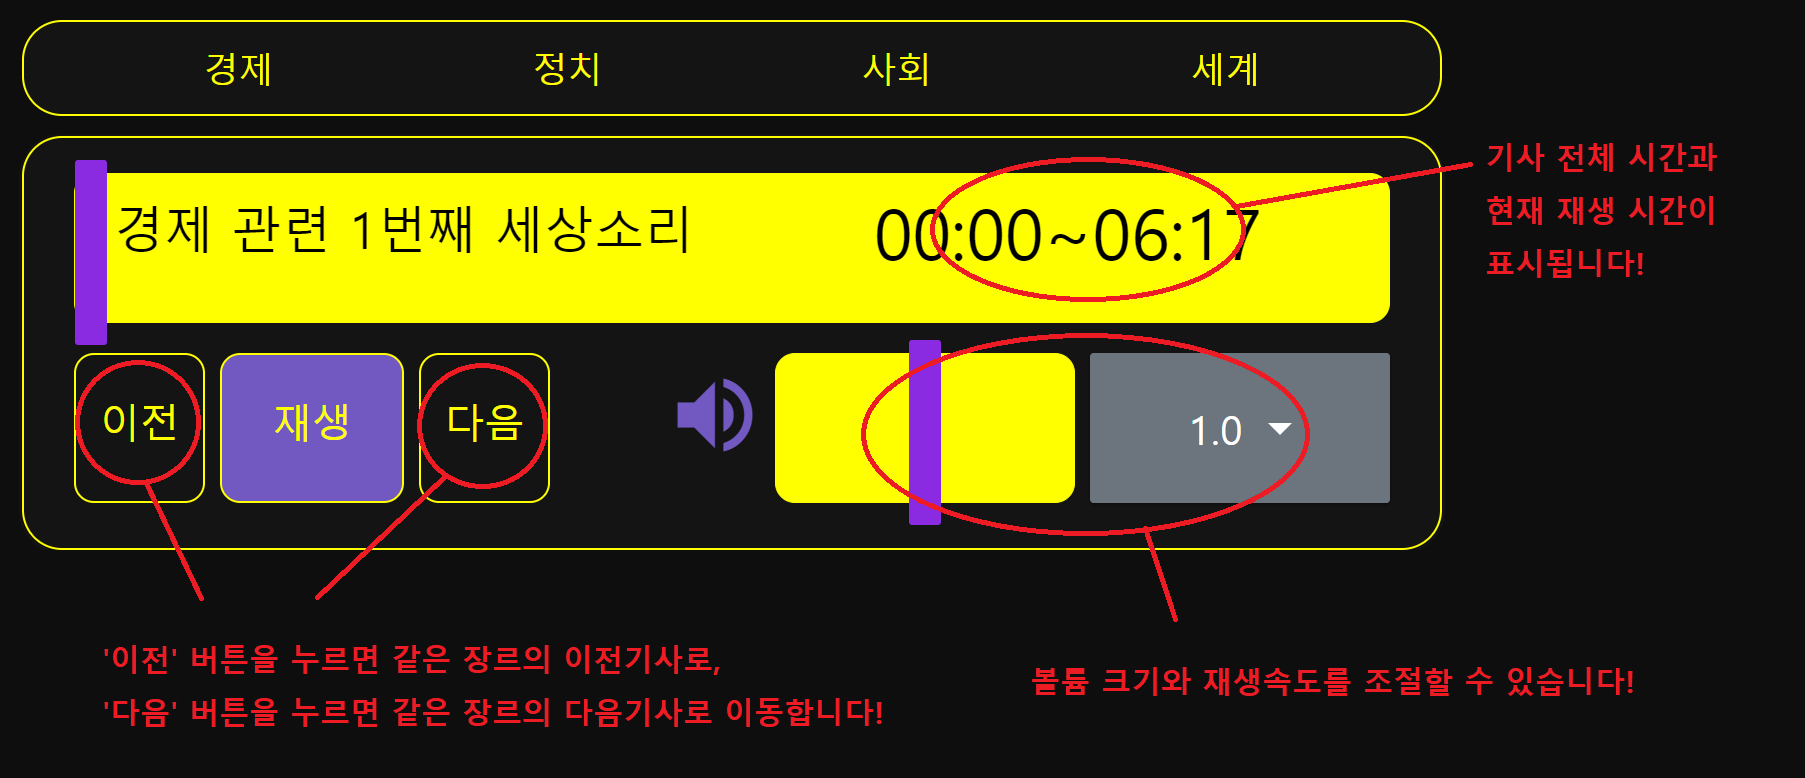 경제 정치 사회 세계
경제 관련 1번째 세상소리 00:00~06:17
기사 전체 시간과
현재 재생 시간이
표시됩니다!
이전 재생 다음 1.0
'이전' 버튼을 누르면 같은 장르의 이전기사로,
'다음' 버튼을 누르면 같은 장르의 다음기사로 이동합니다!
볼륨 크기와 재생속도를 조절할 수 있습니다!